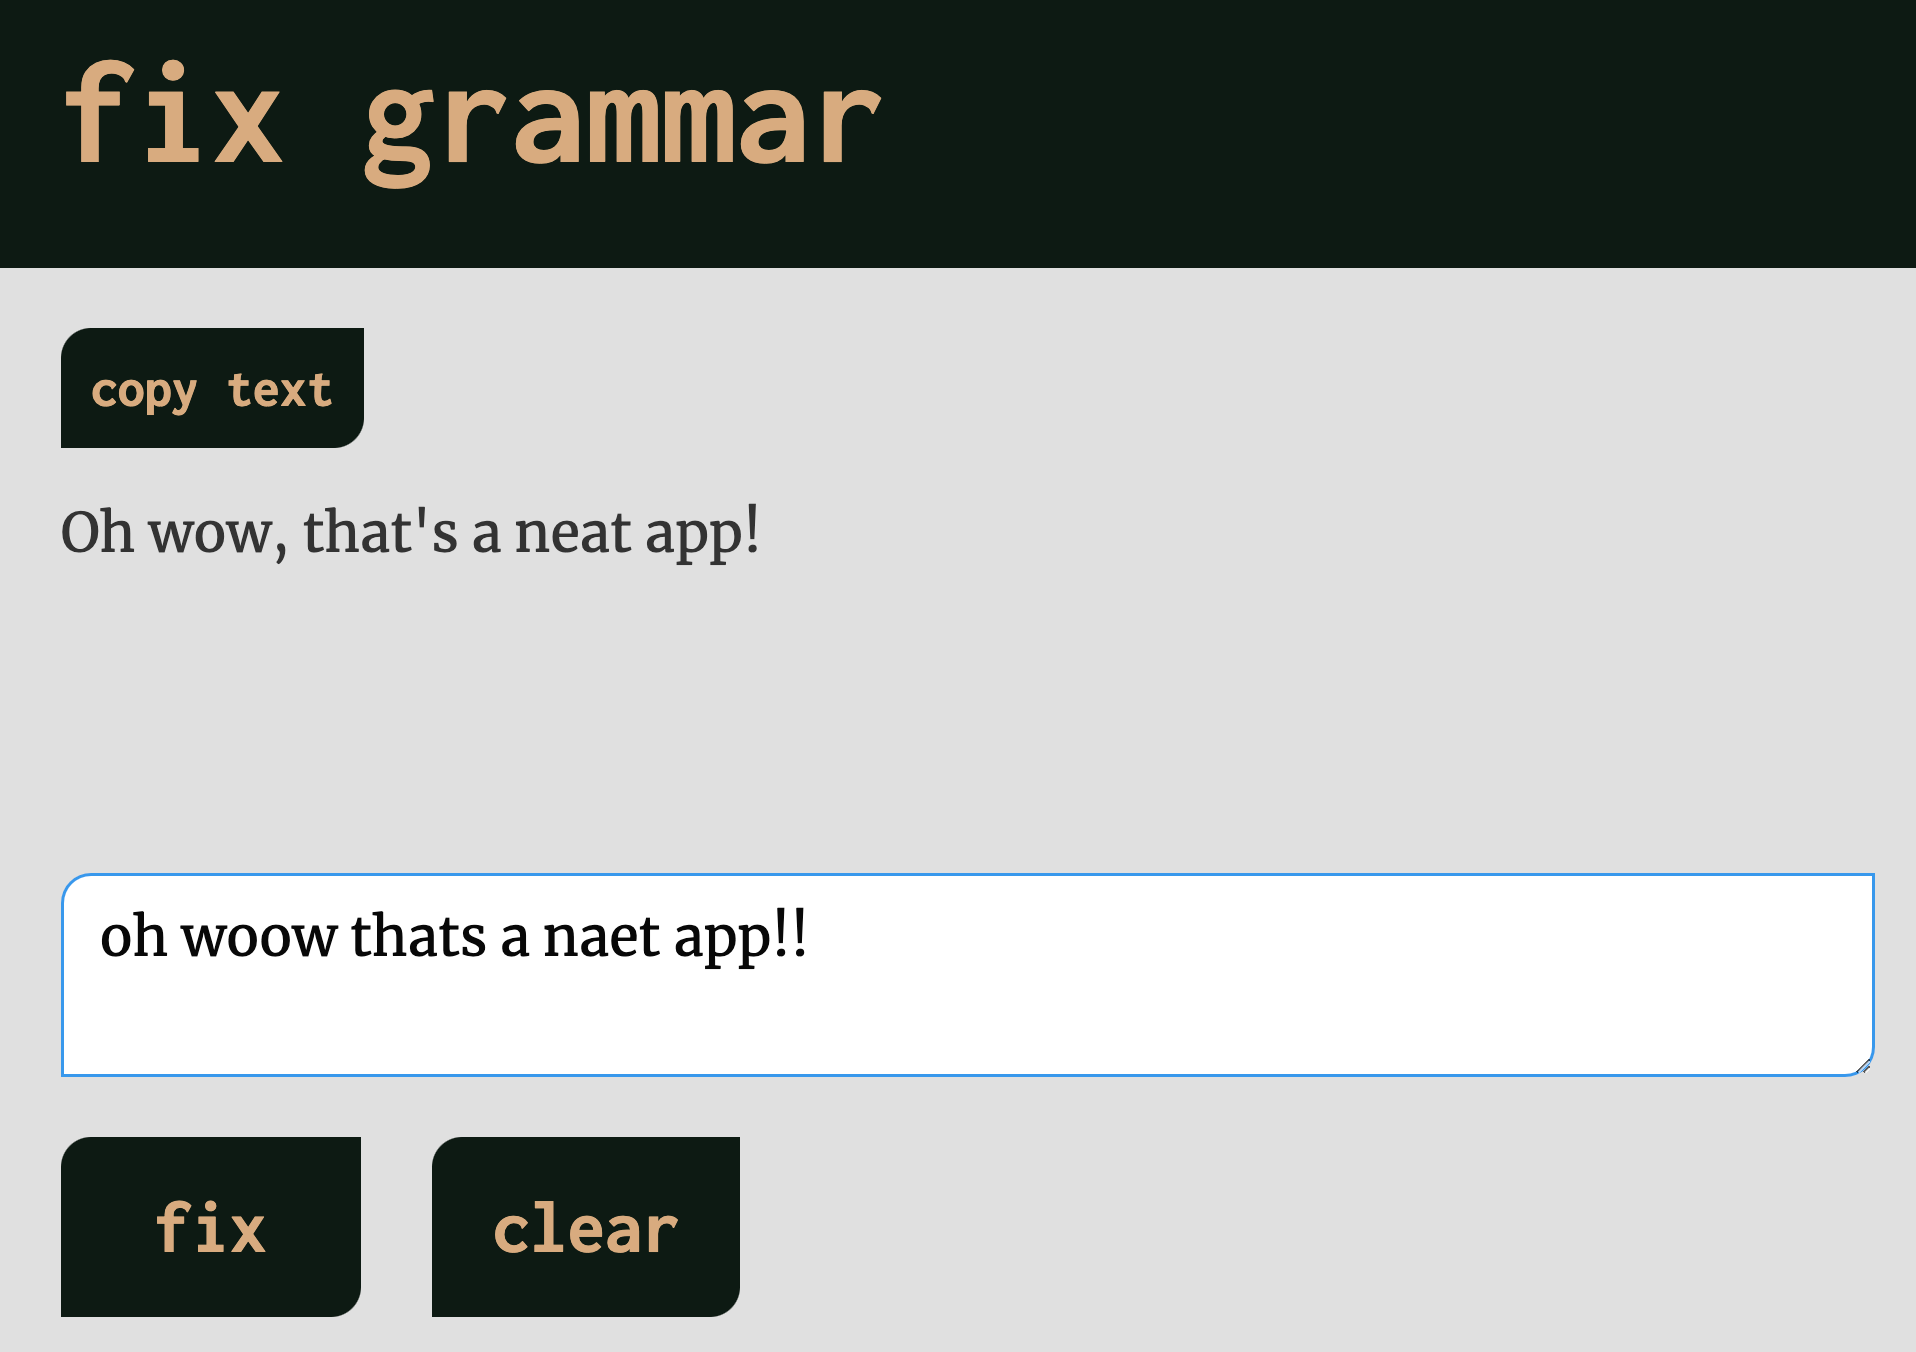 fix grammar
copy text
Oh wow, that's a neat app!
oh woow thats a naet app!!
fix clear